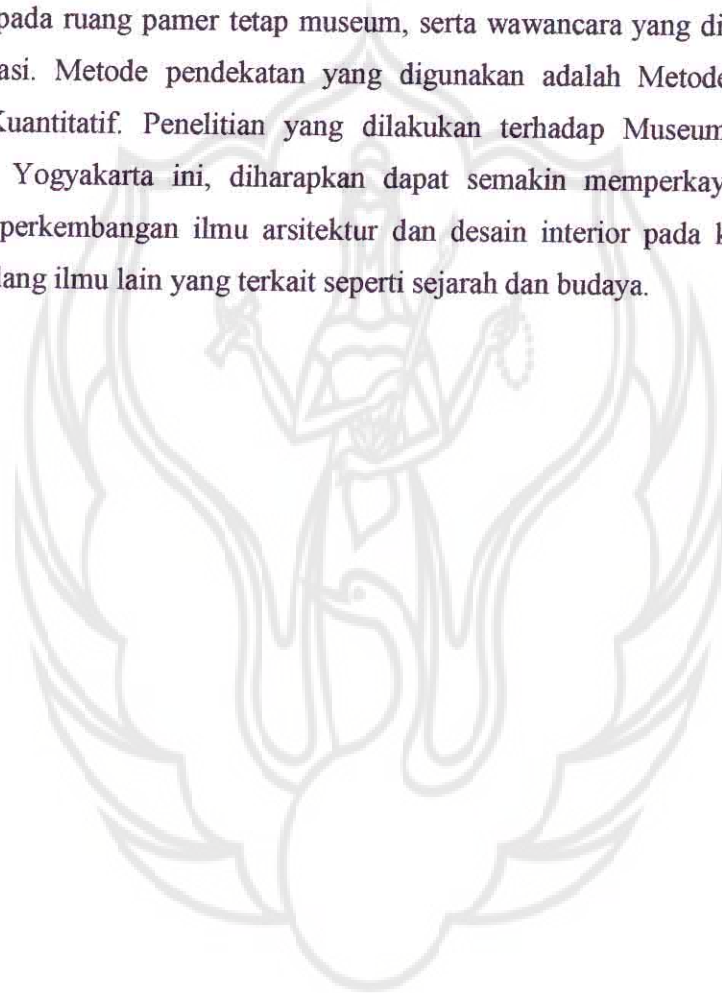 pada ruang pamer tetap museum, serta wawancara yang di
asi. Metode pendekatan yang digunakan adalah Metode
Kuantitatif. Penelitian yang dilakukan terhadap Museum
Yogyakarta ini, diharapkan dapat semakin memperkay
perkembangan ilmu arsitektur dan desain interior pada k
dang ilmu lain yang terkait seperti sejarah dan budaya.